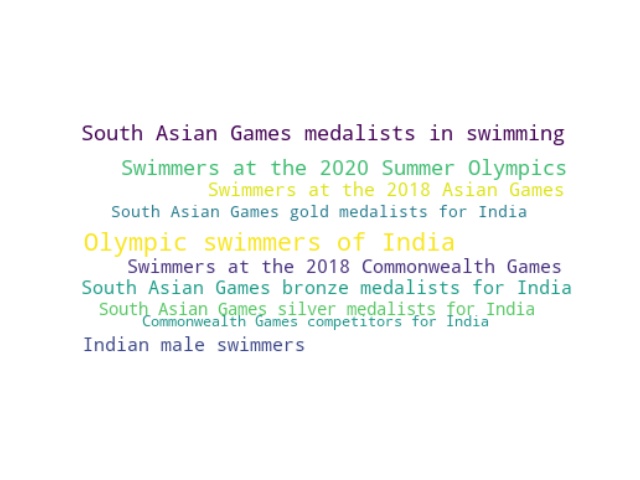 South Asian Games medalists in swimming
Swimmers at the 2020 Summer Olympics
Swimmers at the 2018 Asian Games
South Asian Games gold medalists for India
Olympic swimmers of India
Swimmers at the 2018 Commonwealth Games
South Asian Games bronze medalists for India
South Asian Games silver medalists for India
Commonwealth Games competitors for India
Indian male swimmers